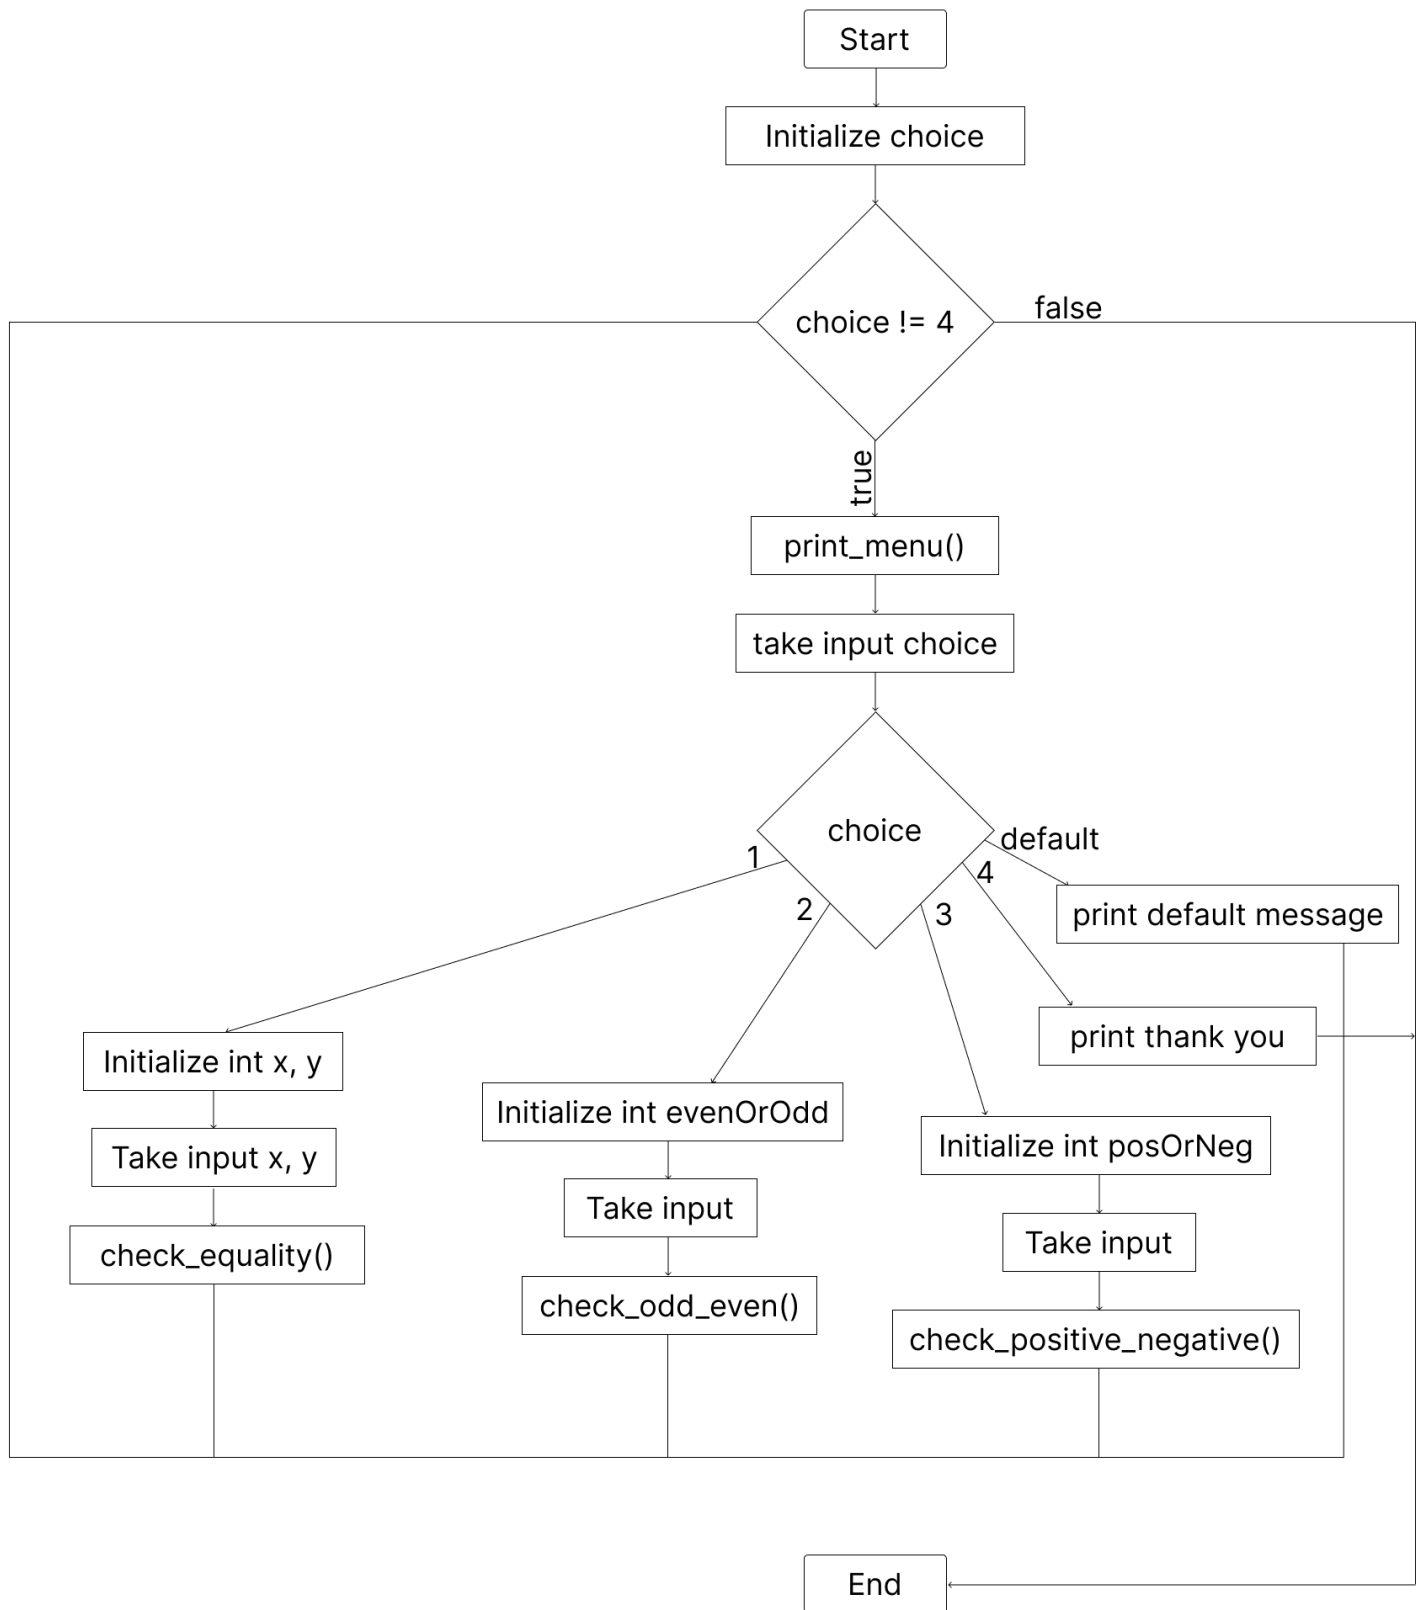 Start
Initialize choice
choice != 4
false
true
print_menu()
take input choice
choice
default
1
4
2
3
print default message
print thank you
Initialize int x, y
Initialize int evenOrOdd
Initialize int posOrNeg
Take input x, y
Take input
Take input
check_equality()
check_odd_even()
check_positive_negative()
End